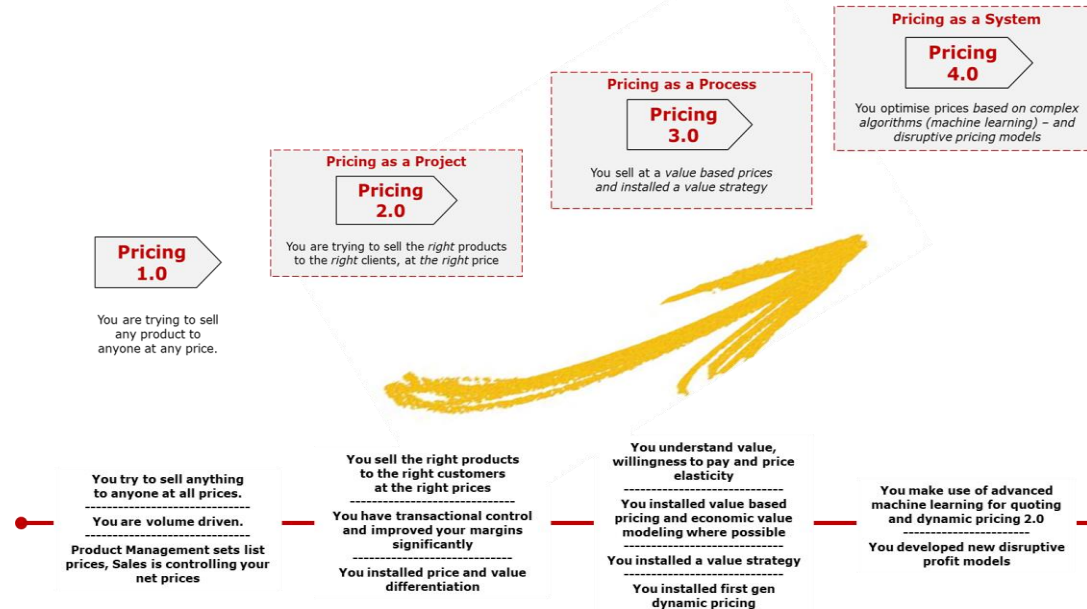 Pricing as a System
Pricing
4.0
You optimise prices based on complex
algorithms (machine learning) – and
disruptive pricing models
Pricing as a Process
Pricing
3.0
You sell at a value based prices
and installed a value strategy
Pricing as a Project
Pricing
2.0
You are trying to sell the right products
to the right clients, at the right price
Pricing
1.0
You are trying to sell
any product to
anyone at any price.
You try to sell anything
to anyone at all prices.
You are volume driven.
Product Management sets list
prices, Sales is controlling your
net prices
You sell the right products
to the right customers
at the right prices
You have transactional control
and improved your margins
significantly
You installed price and value
differentiation
You understand value,
willingness to pay and price
elasticity
You installed value based
pricing and economic value
modeling where possible
You installed a value strategy
You installed first gen
dynamic pricing
You make use of advanced
machine learning for quoting
and dynamic pricing 2.0
You developed new disruptive
profit models